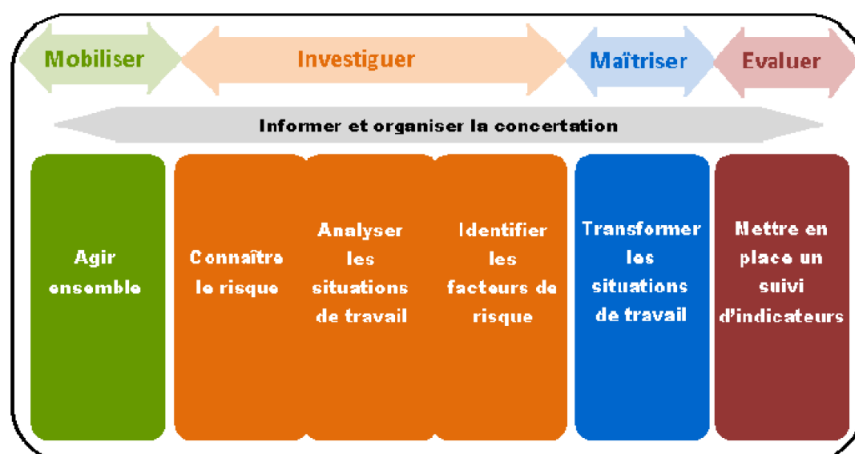 Mobiliser
Investiguer
Maîtriser
Evaluer
Informer et organiser la concertation
Agir
ensemble
Connaître
le risque
Analyser
les
situations
de travail
Identifier
les
facteurs de
risque
Transformer
les
situations
de travail
Mettre en
place un
suivi
d'indicateurs